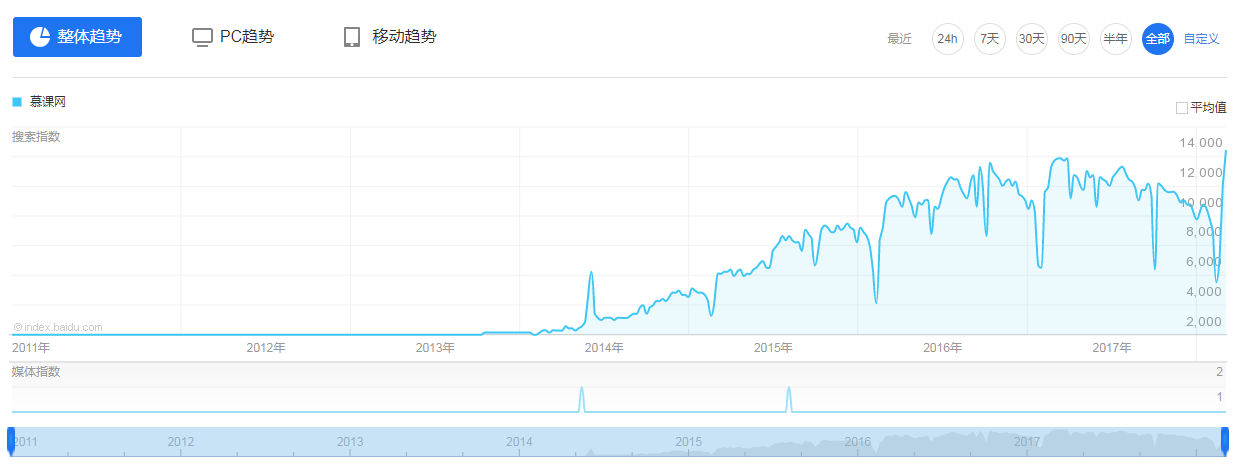 整体趋势 PC趋势 移动趋势 最近 24h 7天 30天 90天 半年 全部 自定义
慕课网
平均值
搜索指数
14,000
12,000
10,000
8,000
6,000
4,000
2,000
© index.baidu.com
2011年 2012年 2013年 2014年 2015年 2016年 2017年
媒体指数
2
1
2011 2012 2013 2014 2015 2016 2017